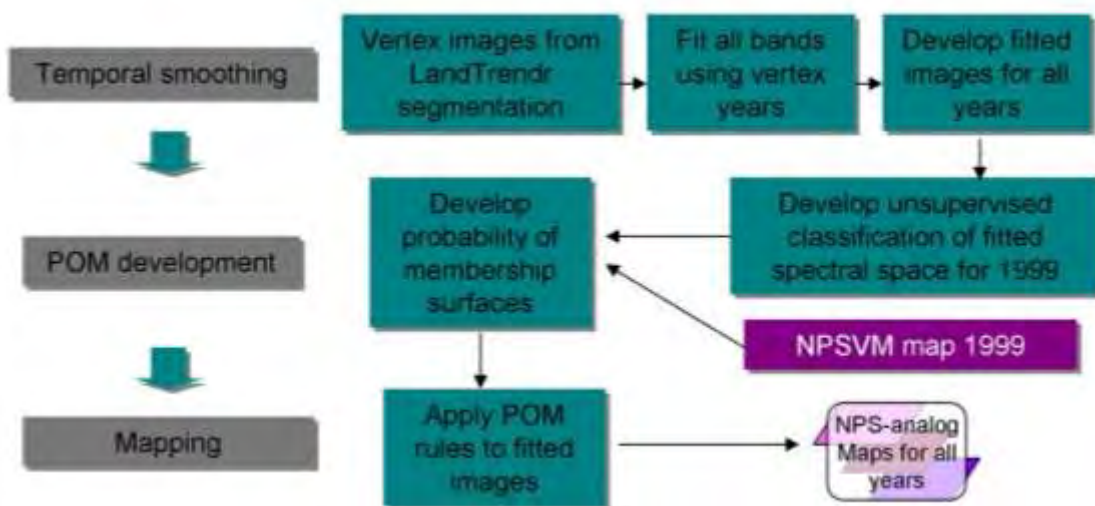 Temporal smoothing
Vertex images from
LandTrendr
segmentation
Fit all bands
using vertex
years
Develop fitted
images for all
years
POM development
Develop
probability of
membership
surfaces
Develop unsupervised
classification of fitted
spectral space for 1999
NPSVM map 1999
Mapping
Apply POM
rules to fitted
images
NPS-analog
Maps for all
years